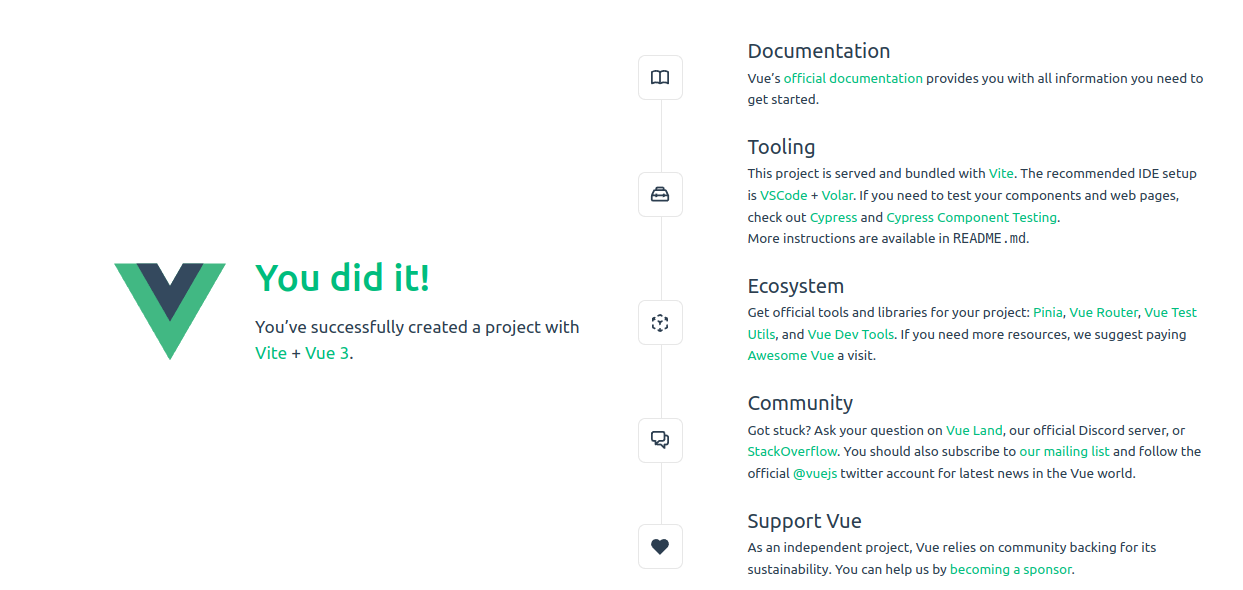 You did it!
You’ve successfully created a project with
Vite + Vue 3.
Documentation
Vue’s official documentation provides you with all information you need to
get started.
Tooling
This project is served and bundled with Vite. The recommended IDE setup
is VSCode + Volar. If you need to test your components and web pages,
check out Cypress and Cypress Component Testing.
More instructions are available in README.md.
Ecosystem
Get official tools and libraries for your project: Pinia, Vue Router, Vue Test
Utils, and Vue Dev Tools. If you need more resources, we suggest paying
Awesome Vue a visit.
Community
Got stuck? Ask your question on Vue Land, our official Discord server, or
StackOverflow. You should also subscribe to our mailing list and follow the
official @vuejs twitter account for latest news in the Vue world.
Support Vue
As an independent project, Vue relies on community backing for its
sustainability. You can help us by becoming a sponsor.